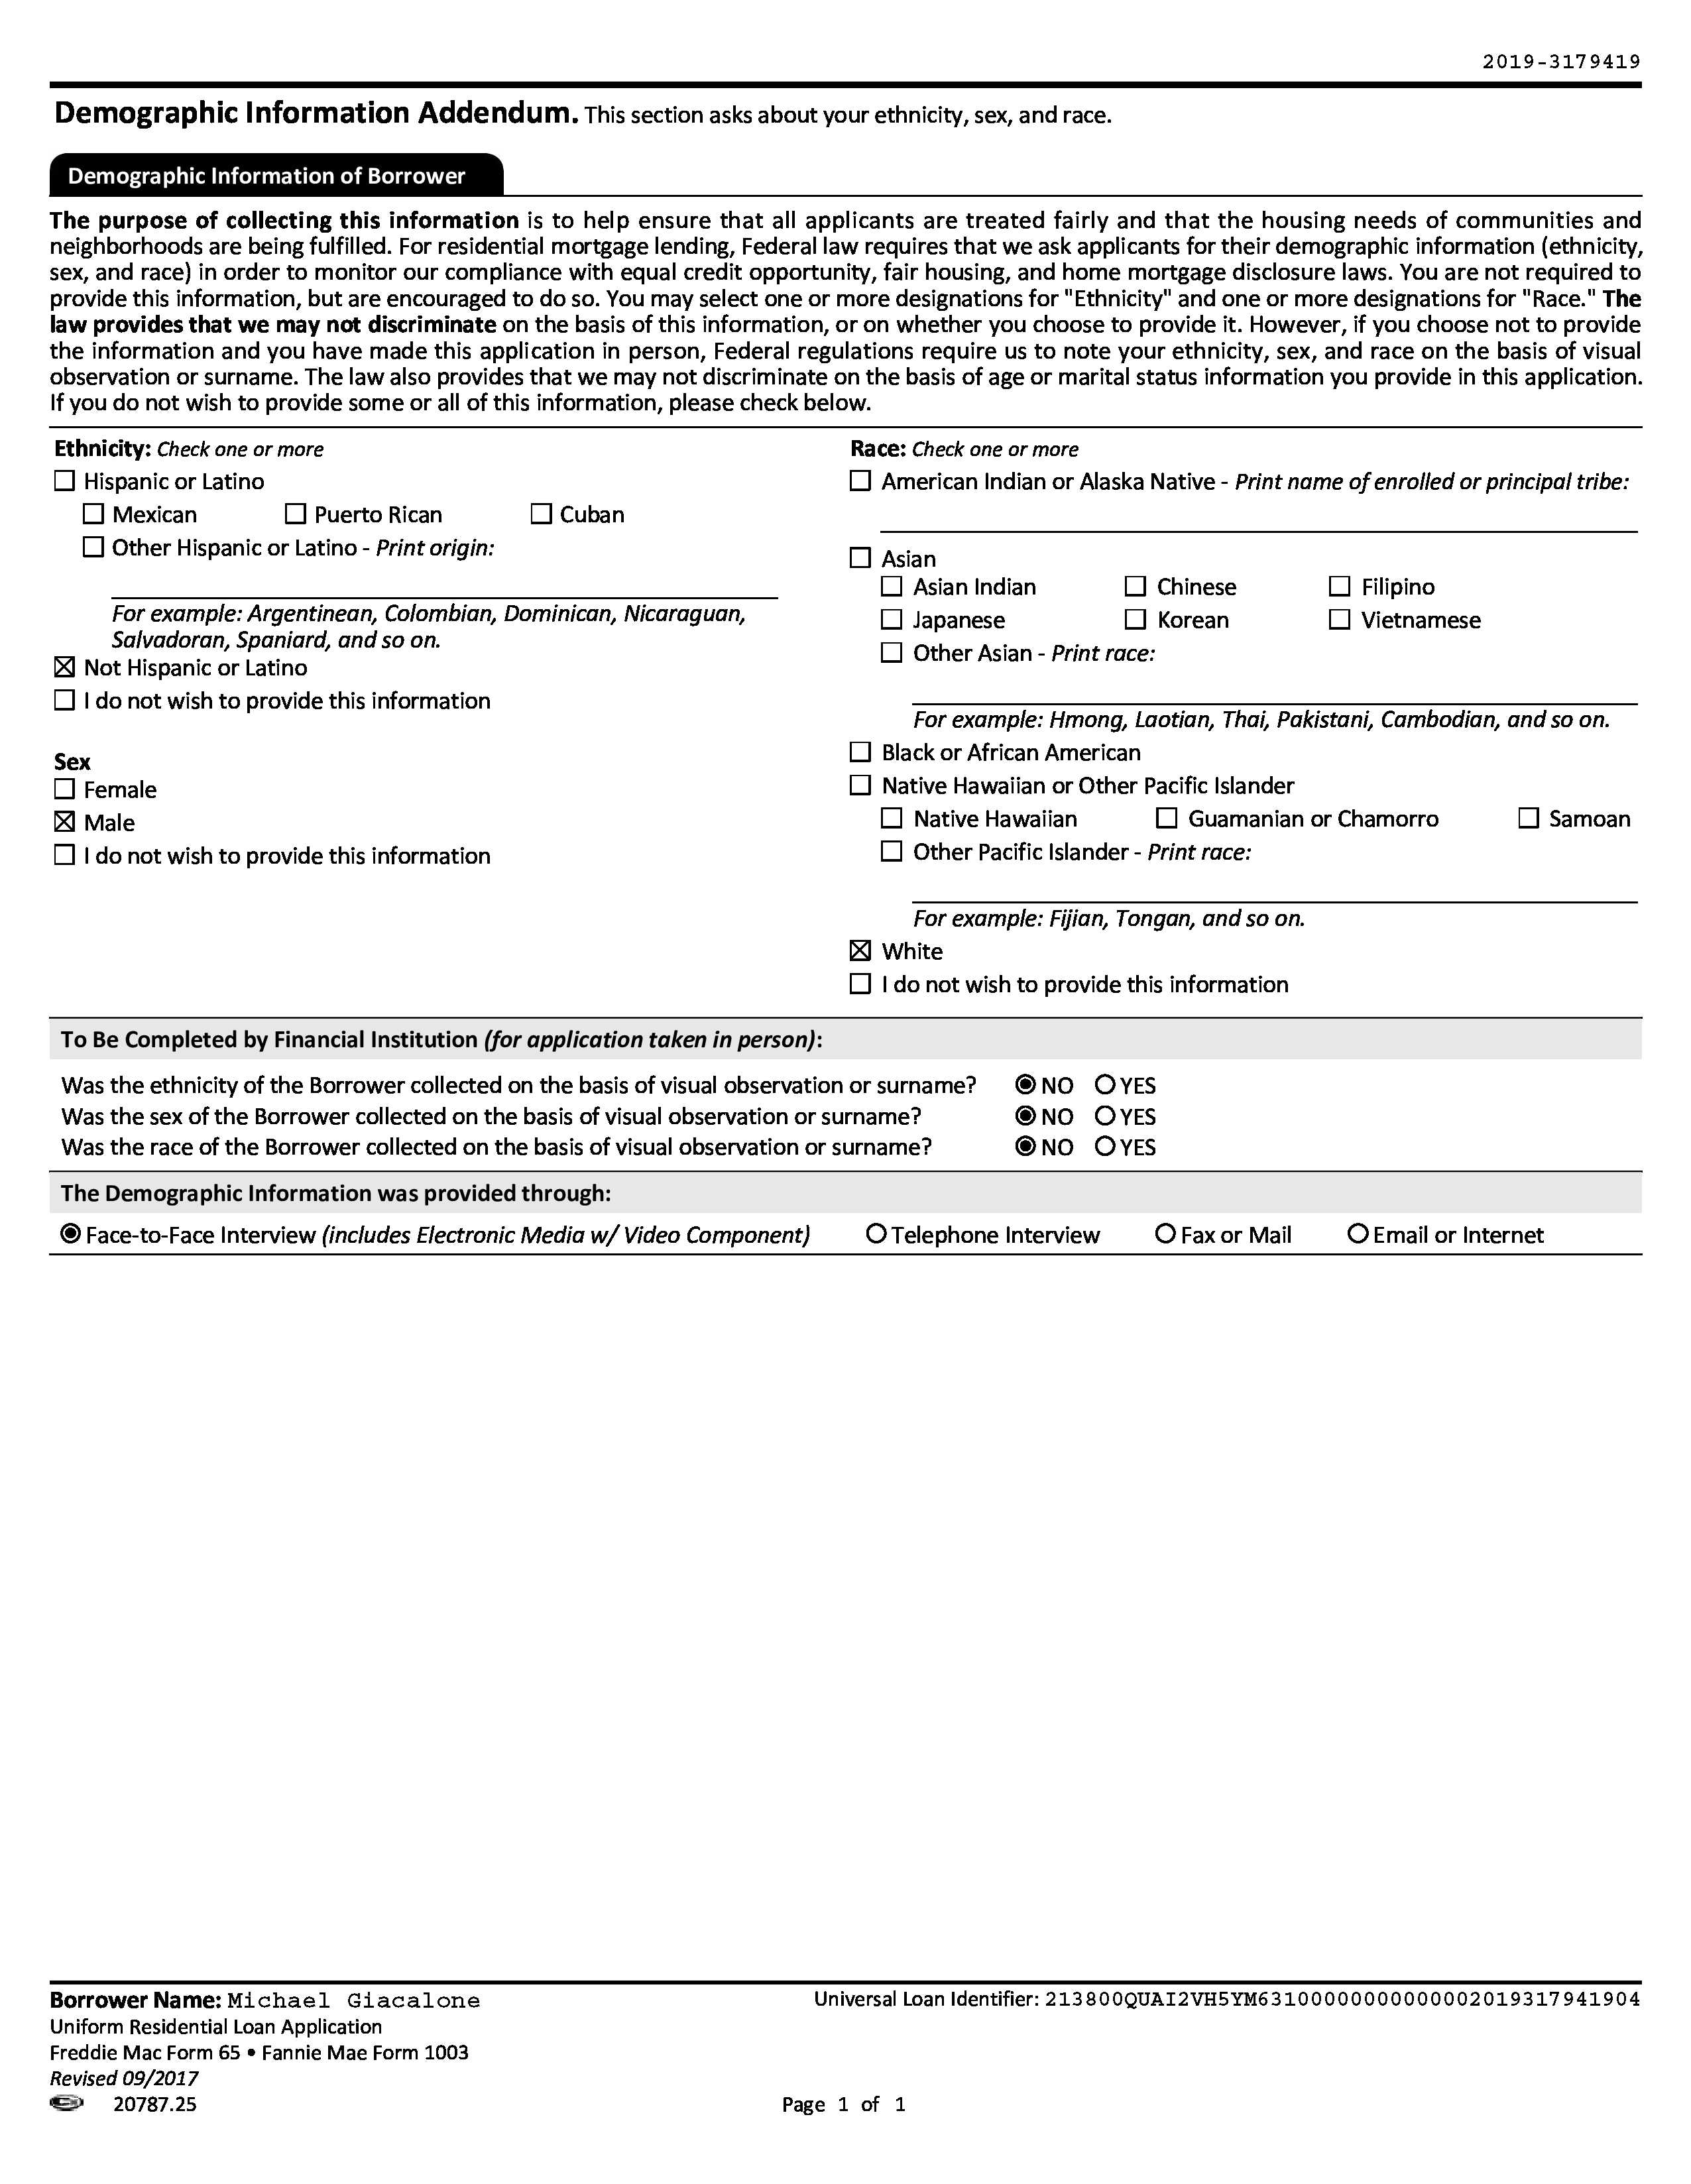 2019-3179419
Demographic Information Addendum. This section asks about your ethnicity, sex, and race.
Demographic Information of Borrower
The purpose of collecting this information is to help ensure that all applicants are treated fairly and that the housing needs of communities and
neighborhoods are being fulfilled. For residential mortgage lending, Federal law requires that we ask applicants for their demographic information (ethnicity,
sex, and race) in order to monitor our compliance with equal credit opportunity, fair housing, and home mortgage disclosure laws. You are not required to
provide this information, but are encouraged to do so. You may select one or more designations for "Ethnicity" and one or more designations for "Race." The
law provides that we may not discriminate on the basis of this information, or on whether you choose to provide it. However, if you choose not to provide
the information and you have made this application in person, Federal regulations require us to note your ethnicity, sex, and race on the basis of visual
observation or surname. The law also provides that we may not discriminate on the basis of age or marital status information you provide in this application.
If you do not wish to provide some or all of this information, please check below.
Ethnicity: Check one or more
Hispanic or Latino
Mexican Puerto Rican Cuban
Other Hispanic or Latino - Print origin:
For example: Argentinean, Colombian, Dominican, Nicaraguan,
Salvadoran, Spaniard, and so on.
Not Hispanic or Latino
I do not wish to provide this information
Sex
Female
Male
I do not wish to provide this information
Race: Check one or more
American Indian or Alaska Native - Print name of enrolled or principal tribe:
Asian
Asian Indian Chinese Filipino
Japanese Korean Vietnamese
Other Asian - Print race:
For example: Hmong, Laotian, Thai, Pakistani, Cambodian, and so on.
Black or African American
Native Hawaiian or Other Pacific Islander
Native Hawaiian Guamanian or Chamorro Samoan
Other Pacific Islander - Print race:
For example: Fijian, Tongan, and so on.
White
I do not wish to provide this information
To Be Completed by Financial Institution (for application taken in person):
Was the ethnicity of the Borrower collected on the basis of visual observation or surname? NO YES
Was the sex of the Borrower collected on the basis of visual observation or surname? NO YES
Was the race of the Borrower collected on the basis of visual observation or surname? NO YES
The Demographic Information was provided through:
Face-to-Face Interview (includes Electronic Media w/ Video Component) Telephone Interview Fax or Mail Email or Internet
Borrower Name: Michael Giacalone Universal Loan Identifier: 213800QUAI2VH5YM6310000000000002019317941904
Uniform Residential Loan Application
Freddie Mac Form 65 • Fannie Mae Form 1003
Revised 09/2017
20787.25 Page 1 of 1